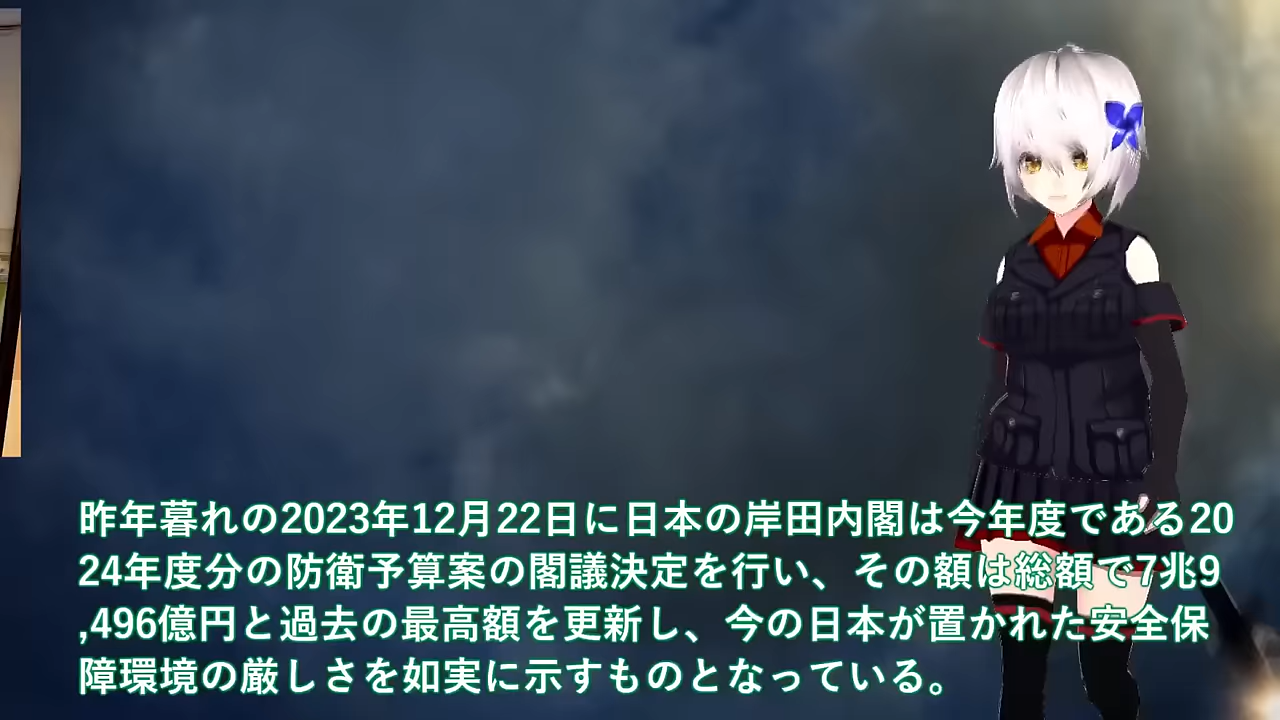 昨年暮れの2023年12月22日に日本の岸田内閣は今年度である20
24年度分の防衛予算案の閣議決定を行い、その額は総額で7兆9
,496億円と過去の最高額を更新し、今の日本が置かれた安全保
障環境の厳しさを如実に示すものとなっている。